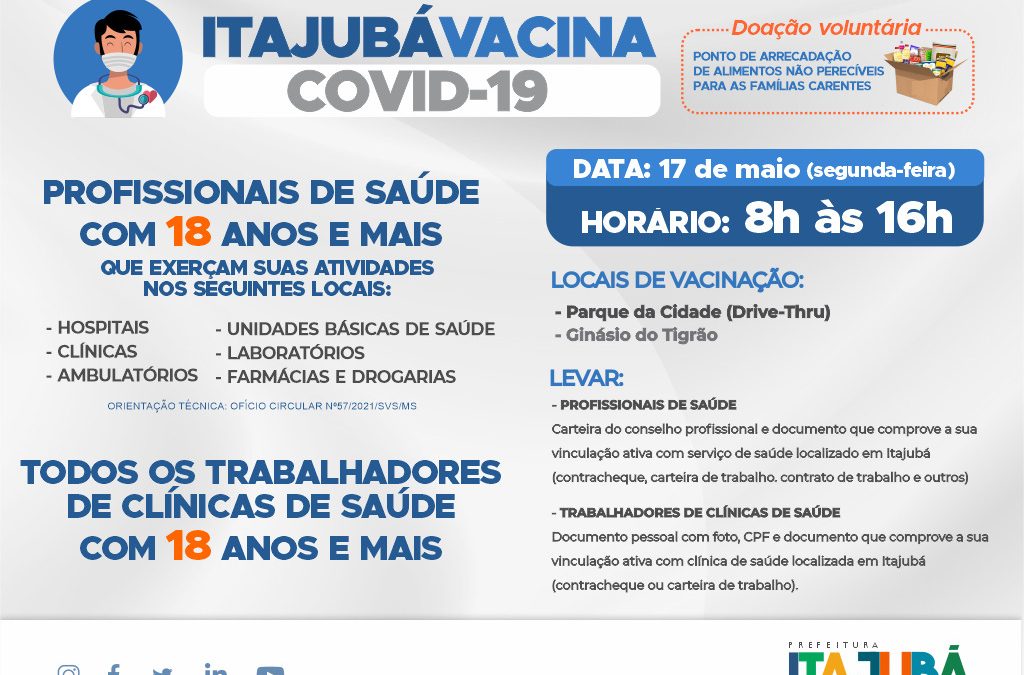 ITAJUBÁVACINA
COVID-19
Doação voluntária
PONTO DE ARRECADAÇÃO
DE ALIMENTOS NÃO PERECÍVEIS
PARA AS FAMÍLIAS CARENTES
PROFISSIONAIS DE SAÚDE
COM 18 ANOS E MAIS
QUE EXERÇAM SUAS ATIVIDADES
NOS SEGUINTES LOCAIS:
- HOSPITAIS
- CLÍNICAS
- AMBULATÓRIOS
- UNIDADES BÁSICAS DE SAÚDE
- LABORATÓRIOS
- FARMÁCIAS E DROGARIAS
ORIENTAÇÃO TÉCNICA: OFÍCIO CIRCULAR Nº57/2021/SVS/MS
TODOS OS TRABALHADORES
DE CLÍNICAS DE SAÚDE
COM 18 ANOS E MAIS
DATA: 17 de maio (segunda-feira)
HORÁRIO: 8h às 16h
LOCAIS DE VACINAÇÃO:
- Parque da Cidade (Drive-Thru)
- Ginásio do Tigrão
LEVAR:
- PROFISSIONAIS DE SAÚDE
Carteira do conselho profissional e documento que comprove a sua
vinculação ativa com serviço de saúde localizado em Itajubá
(contracheque, carteira de trabalho. contrato de trabalho e outros)
- TRABALHADORES DE CLÍNICAS DE SAÚDE
Documento pessoal com foto, CPF e documento que comprove a sua
vinculação ativa com clínica de saúde localizada em Itajubá
(contracheque ou carteira de trabalho).
PREFEITURA
ITAJUBÁ